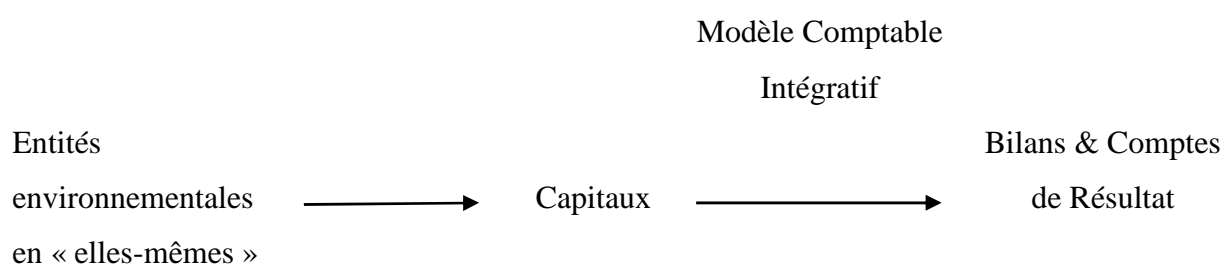 Modèle Comptable
Intégratif
Entités
environnementales
en « elles-mêmes »
Capitaux
Bilans & Comptes
de Résultat